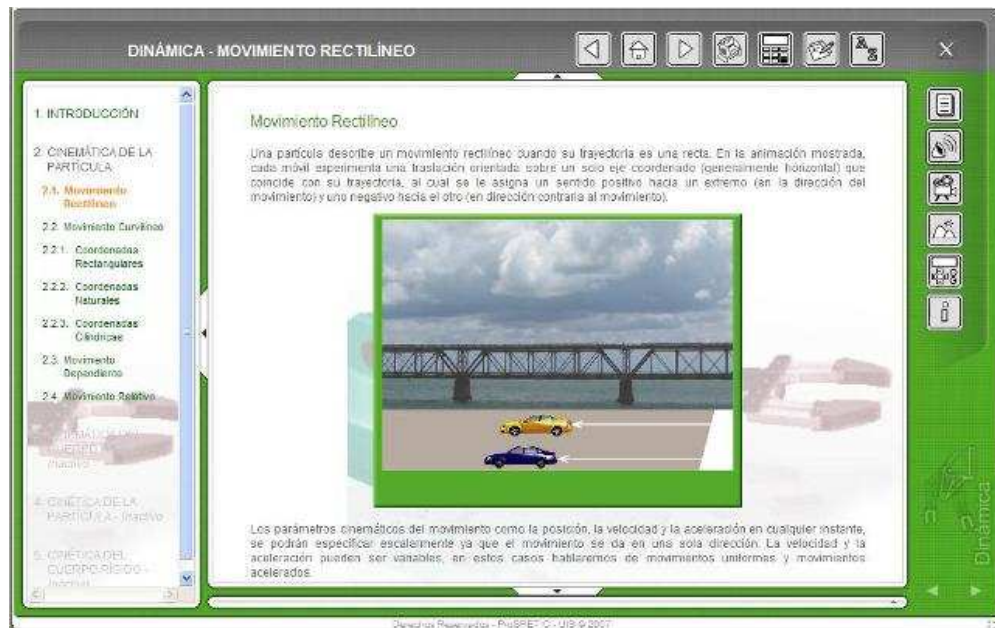 DINÁMICA - MOVIMIENTO RECTILÍNEO
1. INTRODUCCIÓN
2. CINEMÁTICA DE LA
PARTÍCULA
2.1. Movimiento
Rectilíneo
2.2. Movimiento Curvilíneo
2.2.1. Coordenadas
Rectangulares
2.2.2. Coordenadas
Naturales
2.2.3. Coordenadas
Cilíndricas
2.3. Movimiento
Dependiente
2.4. Movimiento Relativo
CUERPO
Inactivo
4. CINÉTICA DE LA
PARTÍCULA - Inactivo
5. CINÉTICA DEL
CUERPO RÍGIDO -
Inactivo
Movimiento Rectilíneo
Una partícula describe un movimiento rectilíneo cuando su trayectoria es una recta. En la animación mostrada,
cada móvil experimenta una traslación orientada sobre un solo eje coordenado (generalmente horizontal) que
coincide con su trayectoria, al cual se le asigna un sentido positivo hacia un extremo (en la dirección del
movimiento) y uno negativo hacia el otro (en dirección contraria al movimiento).
Los parámetros cinemáticos del movimiento como la posición, la velocidad y la aceleración en cualquier instante,
se podrán especificar escalarmente ya que el movimiento se da en una sola dirección. La velocidad y la
aceleración pueden ser variables, en estos casos hablaremos de movimientos uniformes y movimientos
acelerados.
Dinámica
Derechos Reservados - ProSPETIC - UIS © 2007